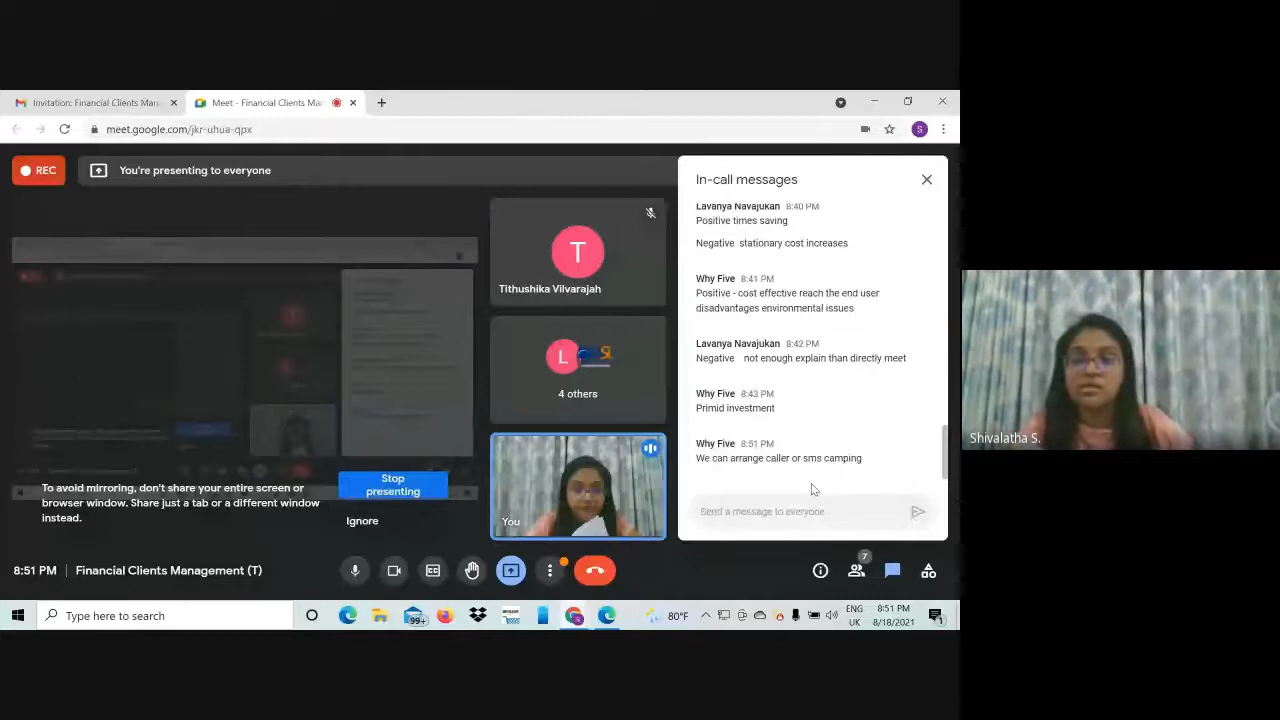 Invitation: Financial Clients Man
Meet - Financial Clients Ma
meet.google.com/jkr-uhua-qpx
S
REC
You're presenting to everyone
T
Tithushika Vilvarajah
L
4 others
You
To avoid mirroring, don't share your entire screen or
browser window. Share just a tab or a different window
instead.
Stop
presenting
Ignore
In-call messages
Lavanya Navajukan 8:40 PM
Positive times saving
Negative stationary cost increases
Why Five 8:41 PM
Positive - cost effective reach the end user
disadvantages environmental issues
Lavanya Navajukan 8:42 PM
Negative not enough explain than directly meet
Why Five 8:43 PM
Primid investment
Why Five 8:51 PM
We can arrange caller or sms camping
Send a message to everyone
Shivalatha S.
8:51 PM | Financial Clients Management (T)
7
Type here to search
99+
amazon
80°F
ENG
UK
8:51 PM
8/18/2021
1